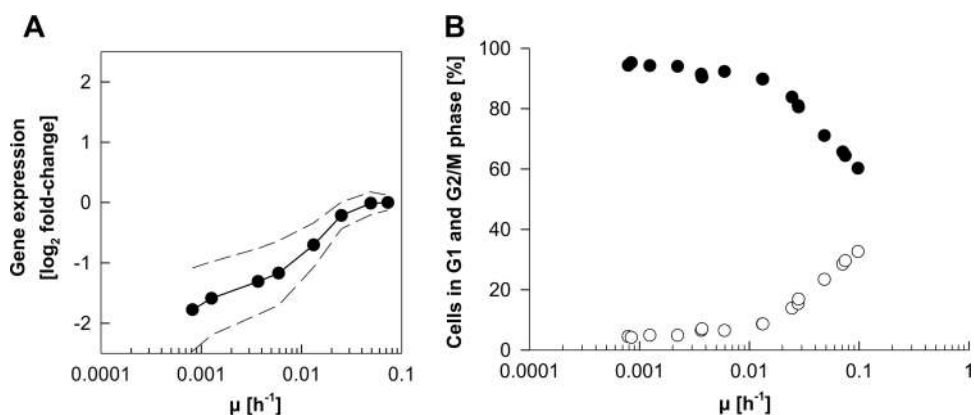 A
Gene expression
[log2 fold-change]
2
1
0
-1
-2
0.0001
0.001
0.01
0.1
µ [h-1]
B
Cells in G1 and G2/M phase [%]
100
80
60
40
20
0
0.0001
0.001
0.01
0.1
1
µ [h-1]